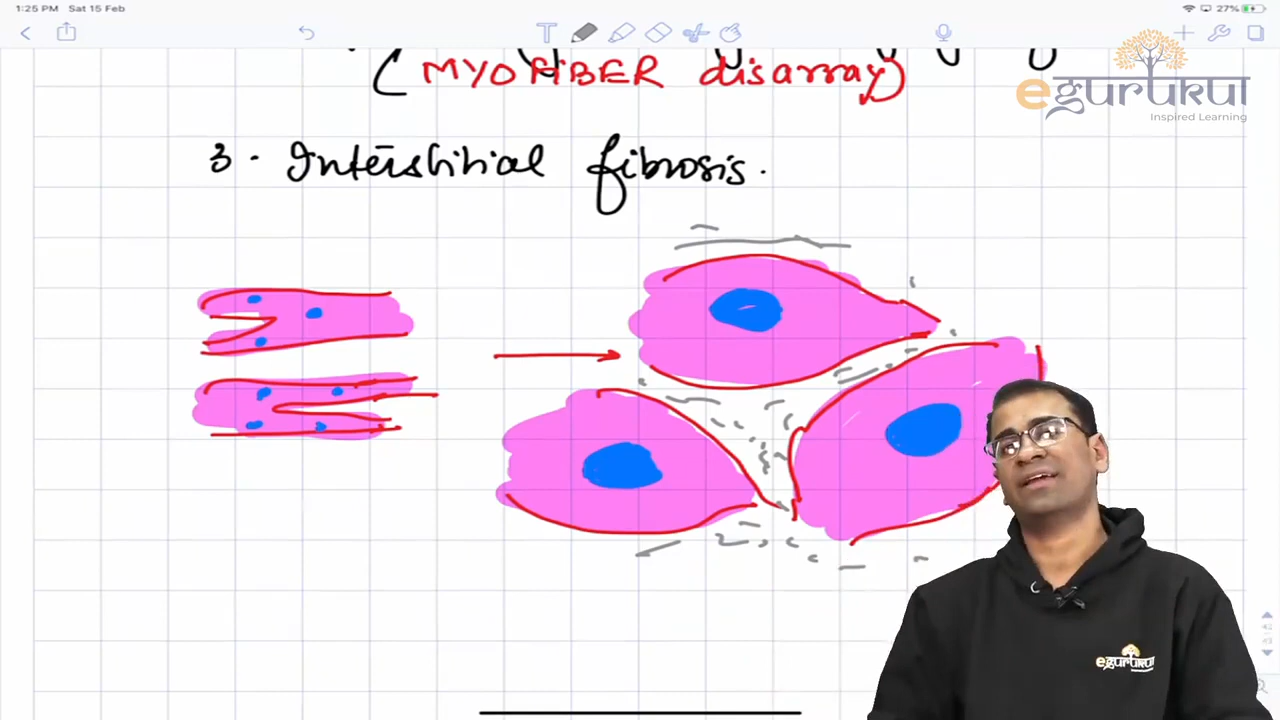 1:25 PM Sat 15 Feb
27%
T
egurukul
Inspired Learning
(MYOFIBER disarray)
3. Interstitial fibrosis.
egurukul